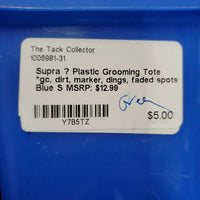 The Tack Collector
1006981-31
Supra ? Plastic Grooming Tote
*gc, dirt, marker, dings, faded spots
Blue S MSRP: $12.99
Green
$5.00
Y7B5TZ